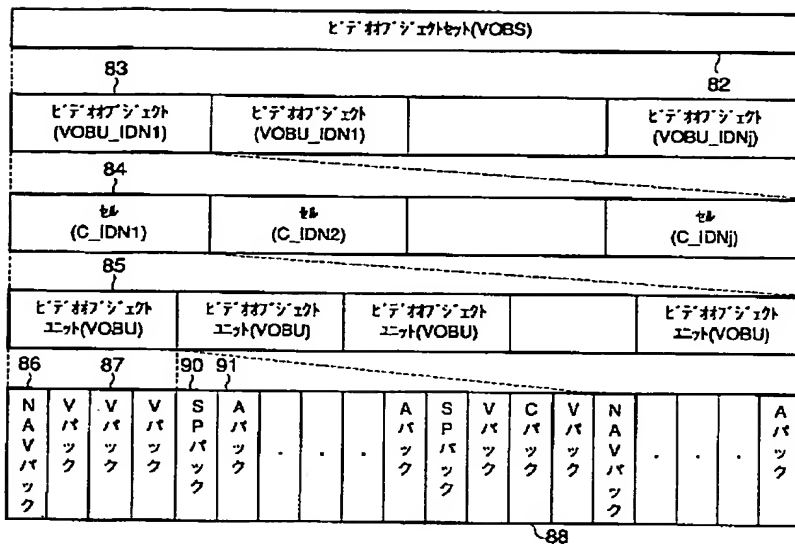 ビデオオブジェクトセット(VOBS)
83
82
ビデオオブジェクト
(VOBU_IDN1)
ビデオオブジェクト
(VOBU_IDN1)
ビデオオブジェクト
(VOBU_IDNj)
84
セル
(C_IDN1)
セル
(C_IDN2)
セル
(C_IDNj)
85
ビデオオブジェクト
ユニット(VOBU)
ビデオオブジェクト
ユニット(VOBU)
ビデオオブジェクト
ユニット(VOBU)
ビデオオブジェクト
ユニット(VOBU)
86
87
90
91
NAVパック
Vパック
Vパック
Vパック
SPパック
Aパック
・
・
・
Aパック
SPパック
Vパック
Cパック
Vパック
NAVパック
・
・
・
Aパック
88